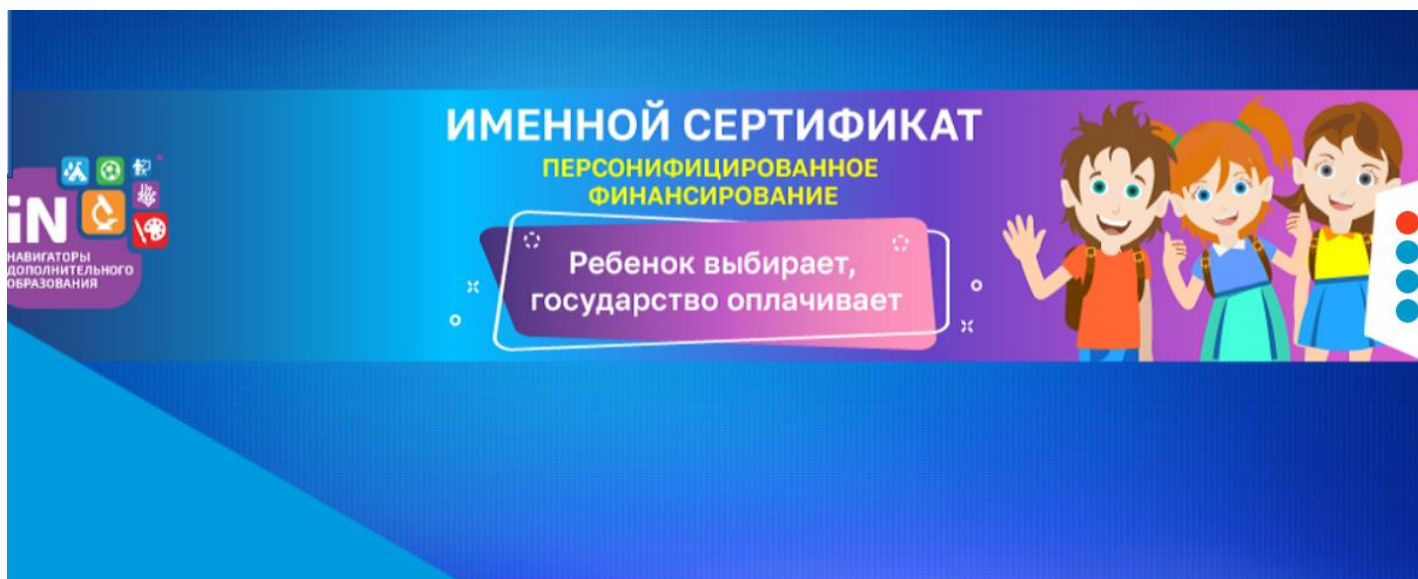 ИМЕННОЙ СЕРТИФИКАТ
ПЕРСОНИФИЦИРОВАННОЕ
ФИНАНСИРОВАНИЕ
Ребенок выбирает,
государство оплачивает
iN
НАВИГАТОРЫ
ДОПОЛНИТЕЛЬНОГО
ОБРАЗОВАНИЯ